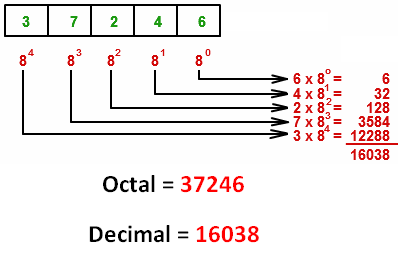 3 7 2 4 6
8⁴ 8³ 8² 8¹ 8⁰
6 x 8⁰ = 6
4 x 8¹ = 32
2 x 8² = 128
7 x 8³ = 3584
3 x 8⁴ = 12288
16038
Octal = 37246
Decimal = 16038